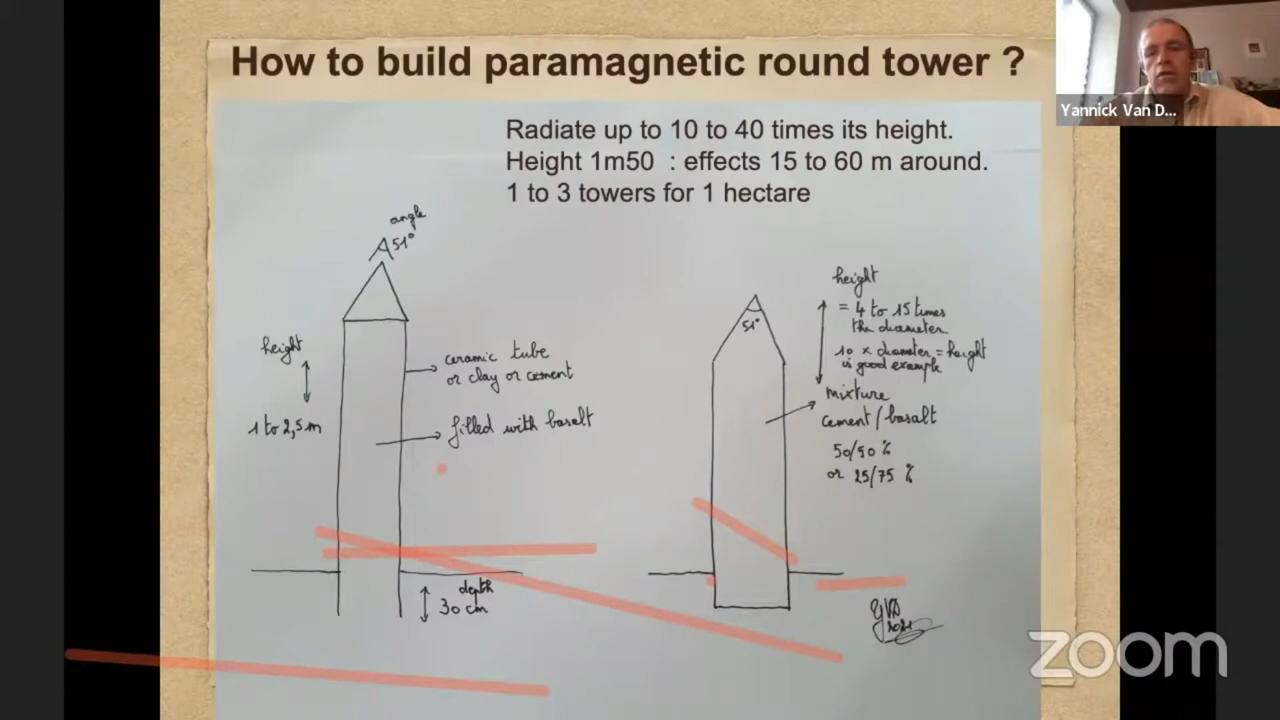 How to build paramagnetic round tower ?
Yannick Van D...
Radiate up to 10 to 40 times its height.
Height 1m50 : effects 15 to 60 m around.
1 to 3 towers for 1 hectare
angle
51°
height
1 to 2,5 m
ceramic tube
or clay or cement
filled with basalt
depth
30 cm
51°
height
= 4 to 15 times
the diameter
10 x diameter = height
is good example
mixture
cement/basalt
50/50 %
or 25/75 %
YVD
2021
zoom